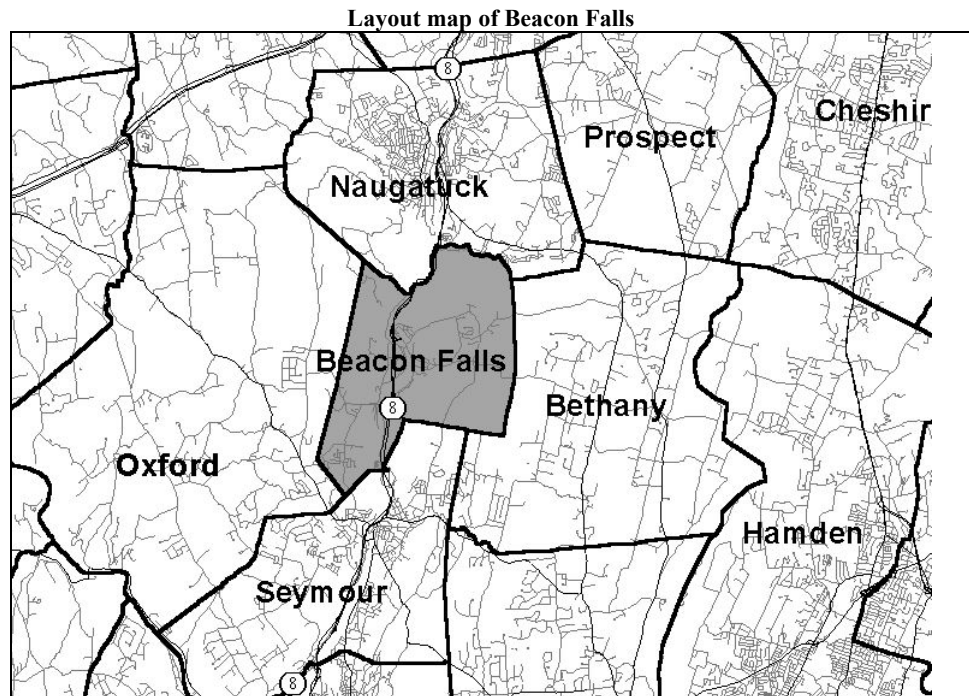 Layout map of Beacon Falls
8
Cheshir
Prospect
Naugatuck
Beacon Falls
8
Bethany
Oxford
Hamden
Seymour
8